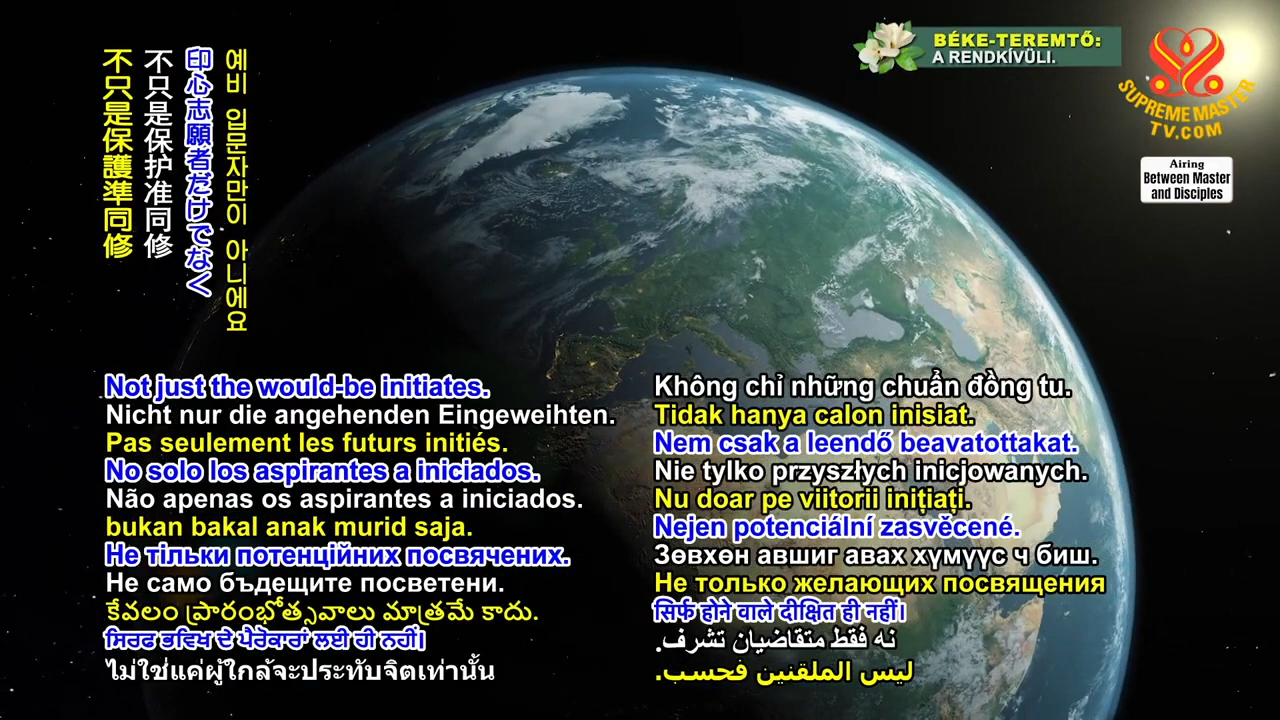 BÉKE-TEREMTŐ:
A RENDKÍVÜLI.
SUPREME MASTER
TV.COM
Airing
Between Master
and Disciples
예비 입문자만이 아니에요
印心志願者だけでなく
不只是保护准同修
不只是保護準同修
Not just the would-be initiates.
Nicht nur die angehenden Eingeweihten.
Pas seulement les futurs initiés.
No solo los aspirantes a iniciados.
Não apenas os aspirantes a iniciados.
bukan bakal anak murid saja.
Не тільки потенційних посвячених.
Не само бъдещите посветени.
కేవలం ప్రారంభోత్సవాలు మాత్రమే కాదు.
ਸਿਰਫ ਭਵਿਖ ਦੇ ਪੈਰੋਕਾਰਾਂ ਲਈ ਹੀ ਨਹੀਂ।
ไม่ใช่แค่ผู้ใกล้จะประทับจิตเท่านั้น
Không chỉ những chuẩn đồng tu.
Tidak hanya calon inisiat.
Nem csak a leendő beavatottakat.
Nie tylko przyszłych inicjowanych.
Nu doar pe viitorii inițiați.
Nejen potenciální zasvěcené.
Зөвхөн авшиг авах хүмүүс ч биш.
Не только желающих посвящения
सिर्फ होने वाले दीक्षित ही नहीं।
نه فقط متقاضیان تشرف.
ليس الملقنين فحسب.